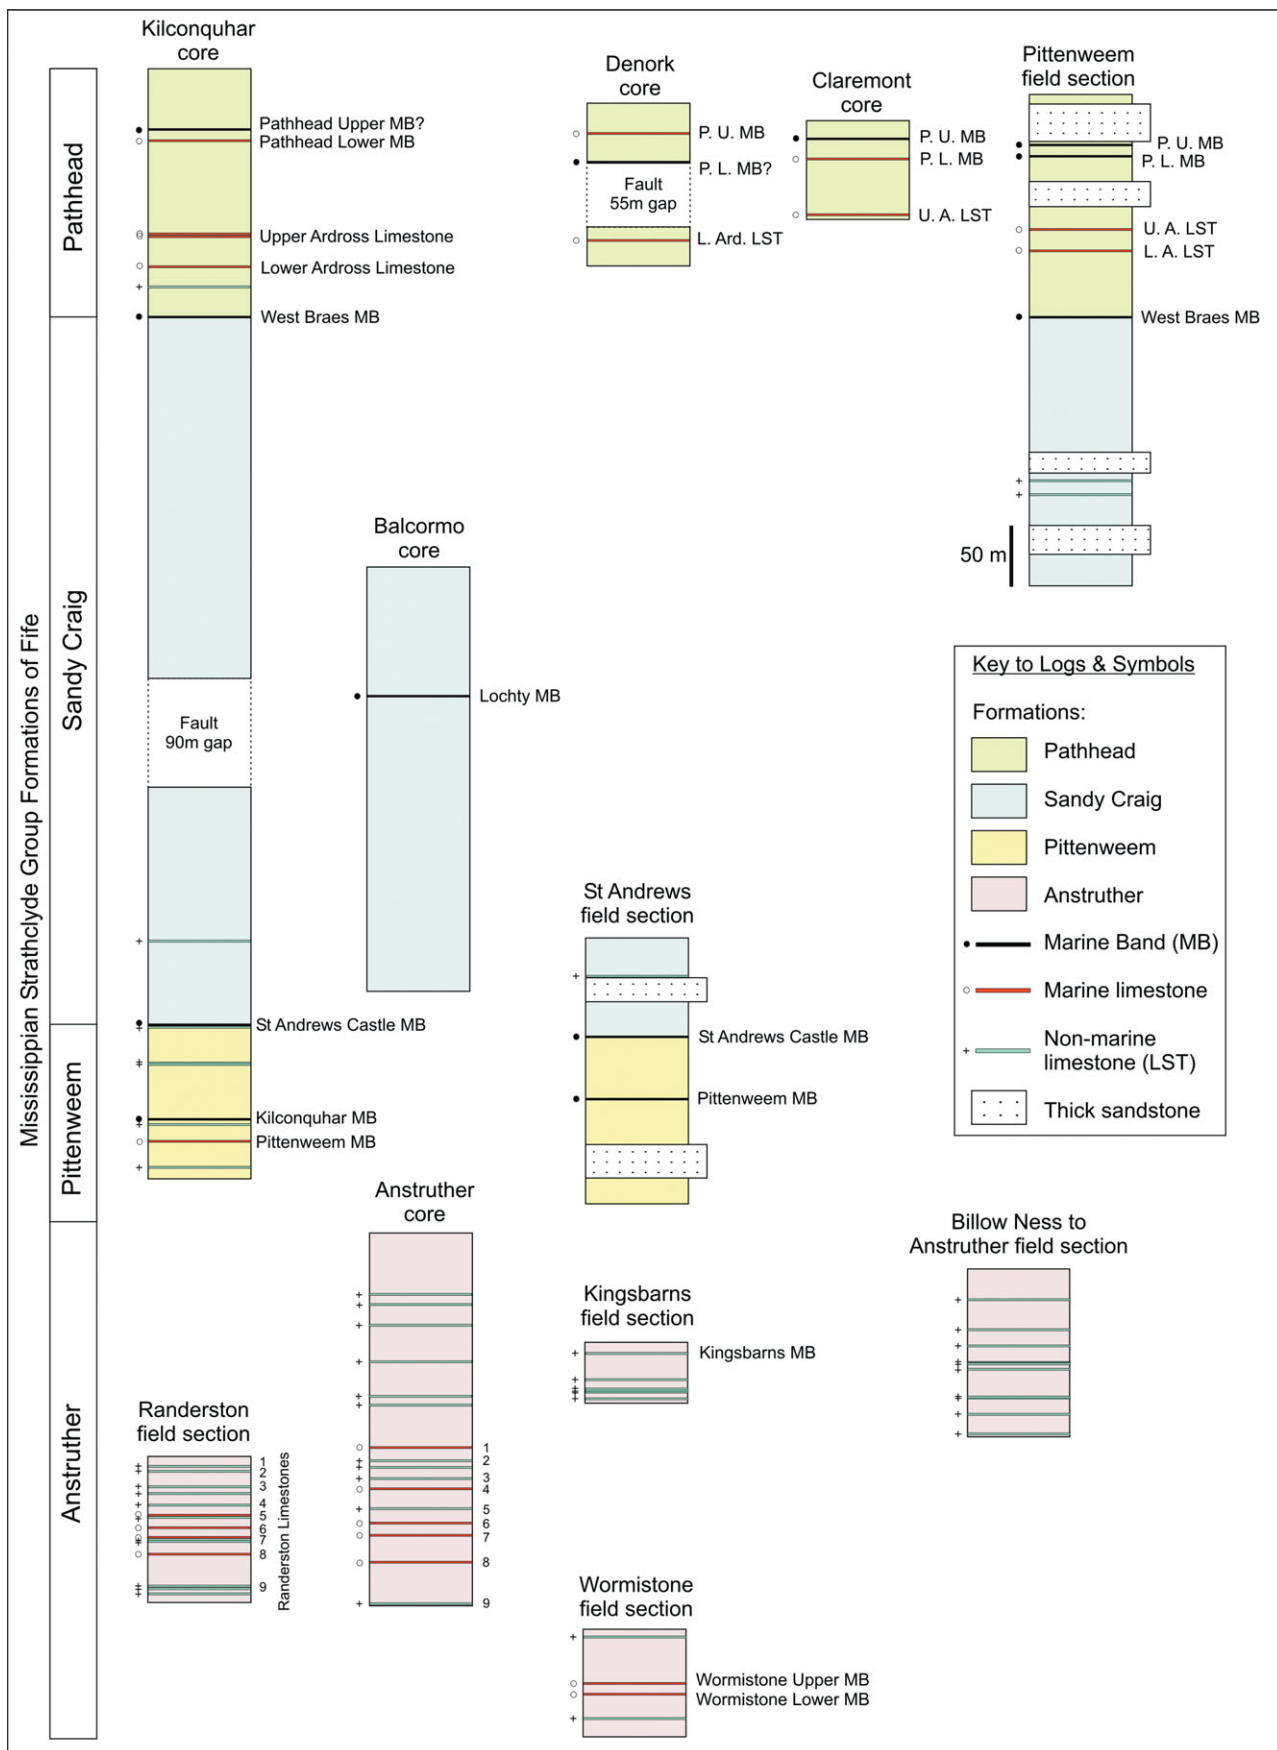 Kilconquhar
core
Denork
core
Claremont
core
Pittenweem
field section
Mississippian Strathclyde Group Formations of Fife
Pathhead
Sandy Craig
Pittenweem
Anstruther
Pathhead Upper MB?
Pathhead Lower MB
Upper Ardross Limestone
Lower Ardross Limestone
West Braes MB
Fault
90m gap
St Andrews Castle MB
Kilconquhar MB
Pittenweem MB
P. U. MB
P. L. MB?
Fault
55m gap
L. Ard. LST
P. U. MB
P. L. MB
U. A. LST
P. U. MB
P. L. MB
U. A. LST
L. A. LST
West Braes MB
50 m
Balcormo
core
Lochty MB
St Andrews
field section
St Andrews Castle MB
Pittenweem MB
Key to Logs & Symbols
Formations:
Pathhead
Sandy Craig
Pittenweem
Anstruther
Marine Band (MB)
Marine limestone
Non-marine
limestone (LST)
Thick sandstone
Anstruther
core
1
2
3
4
5
6
7
8
9
Kingsbarns
field section
Kingsbarns MB
Billow Ness to
Anstruther field section
Randerston
field section
1
2
3
4
5
6
7
8
9
Randerston Limestones
Wormistone
field section
Wormistone Upper MB
Wormistone Lower MB